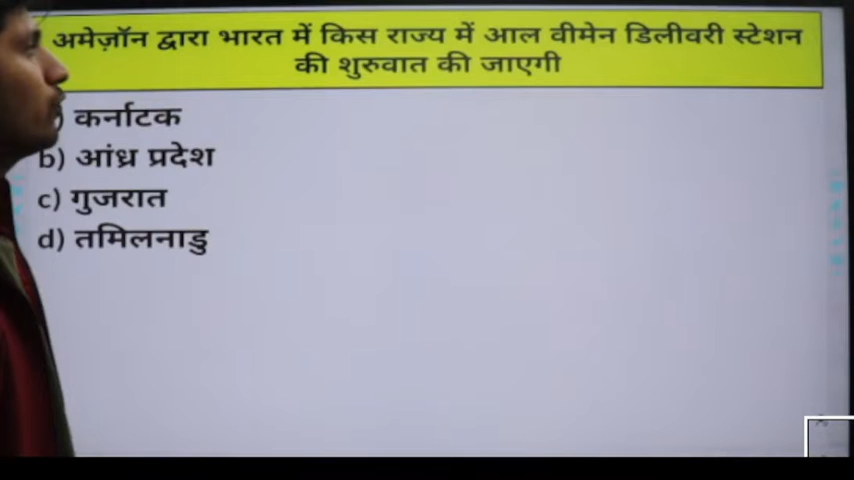 अमेज़ॉन द्वारा भारत में किस राज्य में आल वीमेन डिलीवरी स्टेशन
की शुरुवात की जाएगी
) कर्नाटक
b) आंध्र प्रदेश
c) गुजरात
d) तमिलनाडु